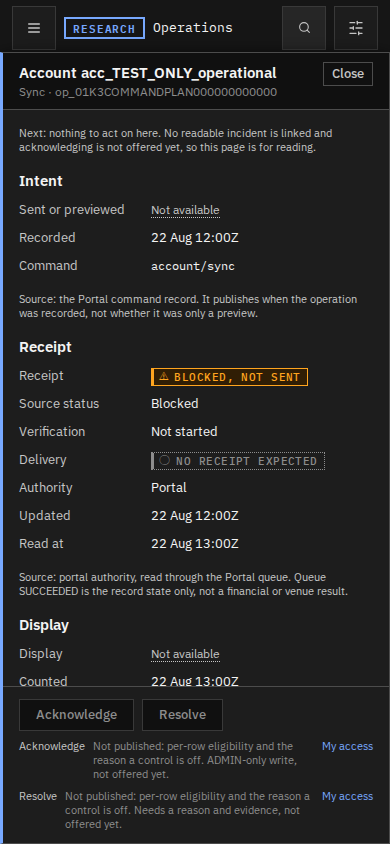 RESEARCH Operations
Account acc_TEST_ONLY_operational
Close
Sync · op_01K3COMMANDPLAN000000000000
Next: nothing to act on here. No readable incident is linked and
acknowledging is not offered yet, so this page is for reading.
Intent
Sent or previewed Not available
Recorded 22 Aug 12:00Z
Command account/sync
Source: the Portal command record. It publishes when the operation
was recorded, not whether it was only a preview.
Receipt
Receipt ⚠ BLOCKED, NOT SENT
Source status Blocked
Verification Not started
Delivery NO RECEIPT EXPECTED
Authority Portal
Updated 22 Aug 12:00Z
Read at 22 Aug 13:00Z
Source: portal authority, read through the Portal queue. Queue
SUCCEEDED is the record state only, not a financial or venue result.
Display
Display Not available
Counted 22 Aug 13:00Z
Acknowledge Resolve
Acknowledge Not published: per-row eligibility and the My access
reason a control is off. ADMIN-only write,
not offered yet.
Resolve Not published: per-row eligibility and the reason a My access
control is off. Needs a reason and evidence, not
offered yet.